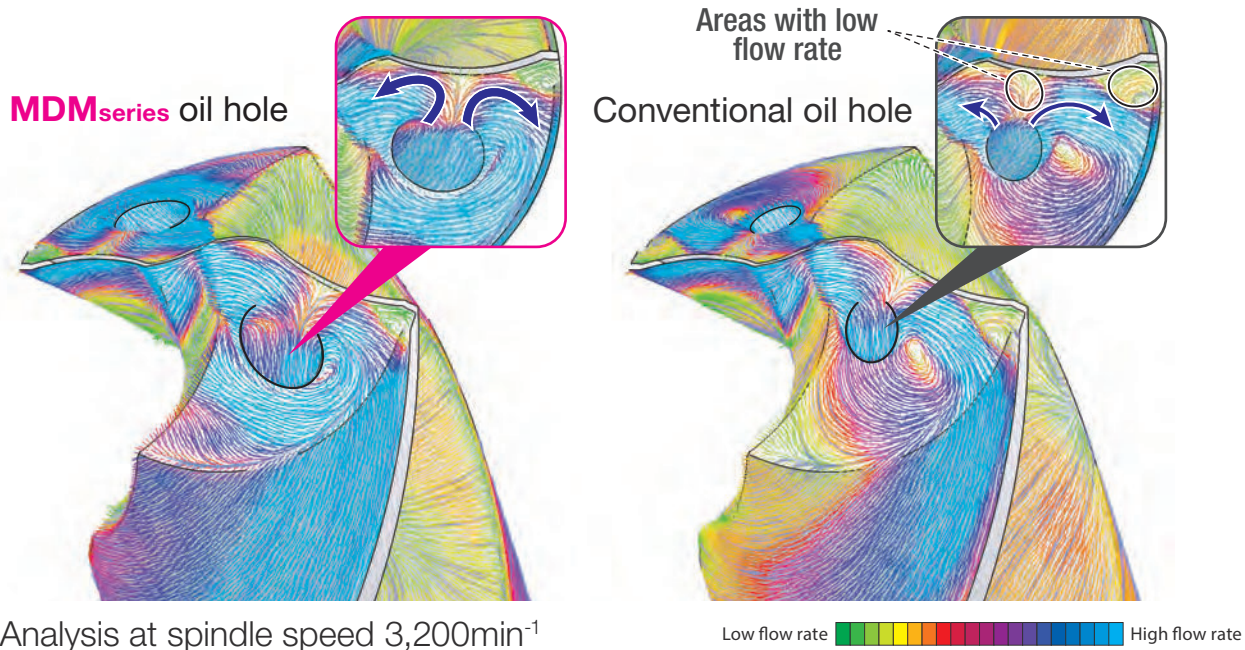 Areas with low
flow rate
MDMseries oil hole
Conventional oil hole
Analysis at spindle speed 3,200min-1
Low flow rate
High flow rate